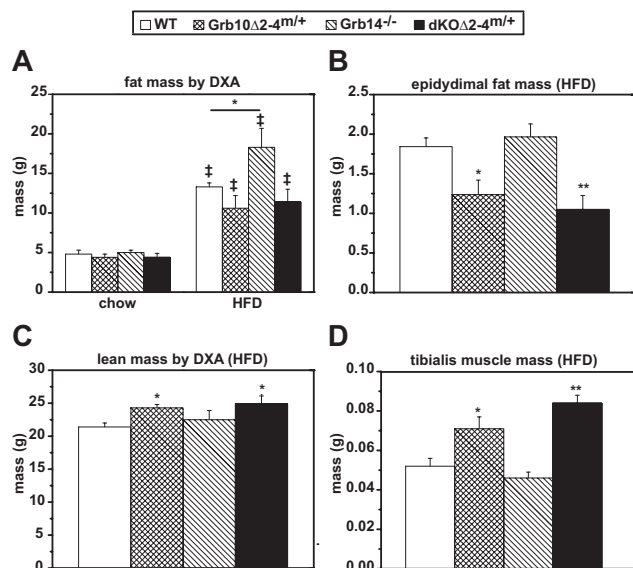 WT Grb10Δ2-4m/+ Grb14-/- dKOΔ2-4m/+
A
fat mass by DXA
mass (g)
25
20
15
10
5
0
*
‡
‡
‡
‡
chow HFD
B
epidydimal fat mass (HFD)
mass (g)
2.5
2.0
1.5
1.0
0.5
0.0
*
**
C
lean mass by DXA (HFD)
mass (g)
30
25
20
15
10
5
0
*
*
D
tibialis muscle mass (HFD)
mass (g)
0.10
0.08
0.06
0.04
0.02
0.00
*
**